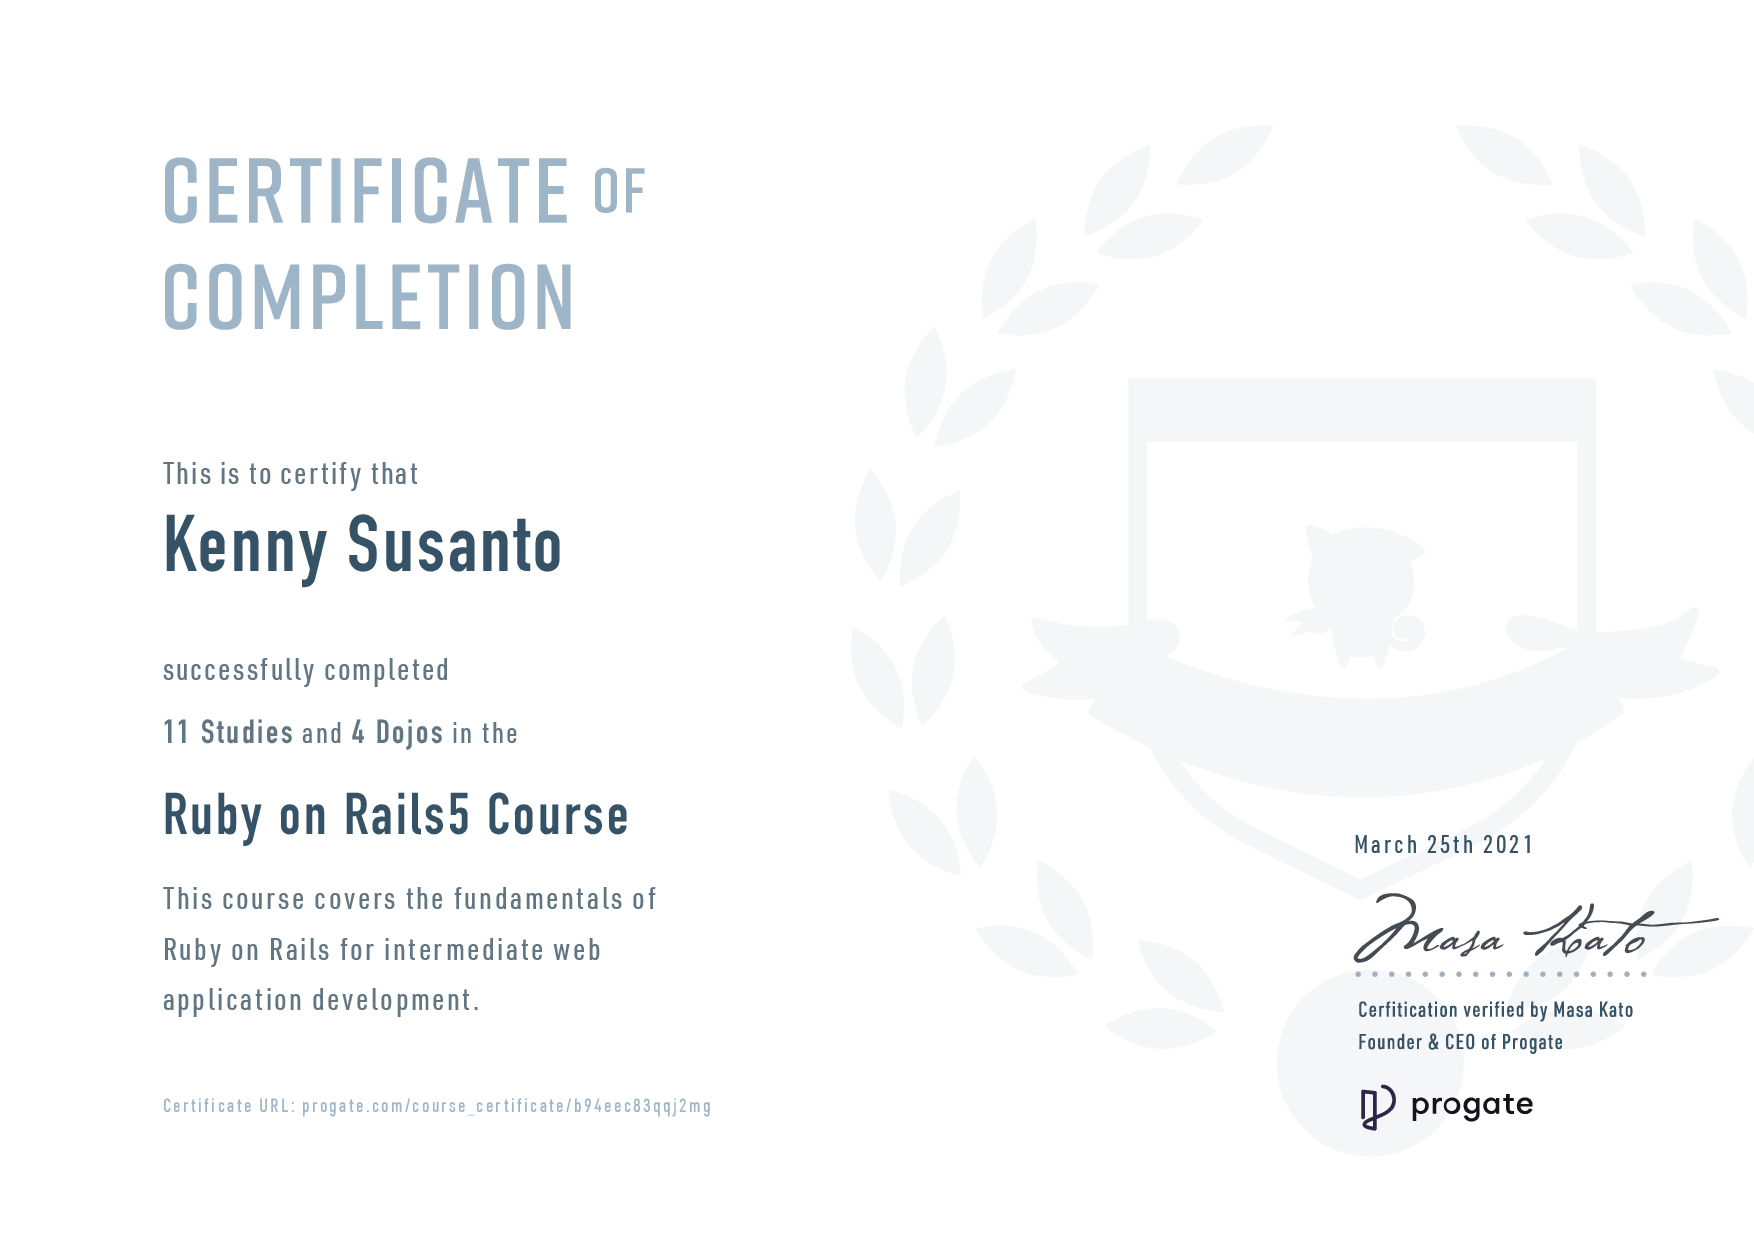 CERTIFICATE OF
COMPLETION
This is to certify that
Kenny Susanto
successfully completed
11 Studies and 4 Dojos in the
Ruby on Rails5 Course
This course covers the fundamentals of
Ruby on Rails for intermediate web
application development.
Certificate URL: progate.com/course_certificate/b94eec83qqj2mg
March 25th 2021
Masa Kato
Cerfitication verified by Masa Kato
Founder & CEO of Progate
progate